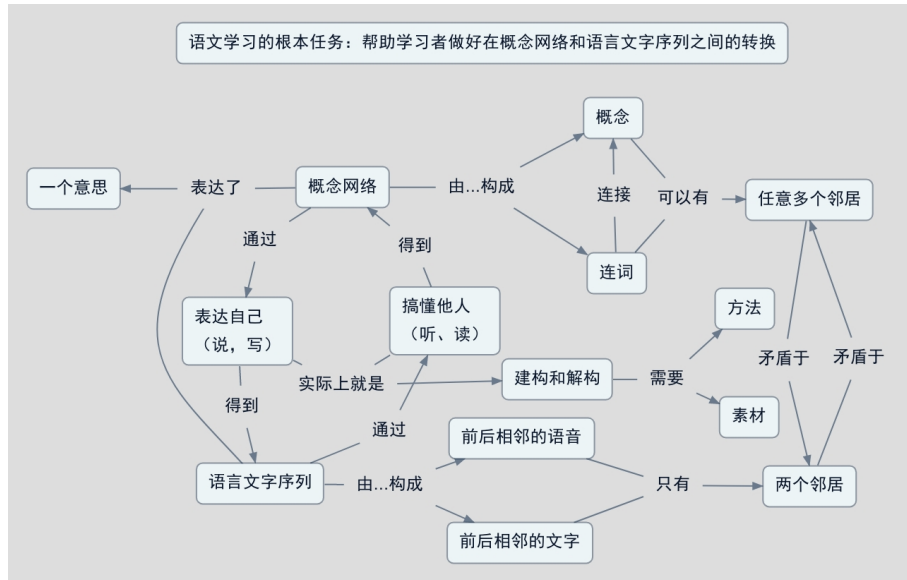 语文学习的根本任务：帮助学习者做好在概念网络和语言文字序列之间的转换
概念
一个意思
表达了
概念网络
由...构成
连接
可以有
任意多个邻居
通过
得到
连词
表达自己
（说，写）
搞懂他人
（听、读）
方法
实际上就是
建构和解构
需要
矛盾于
矛盾于
得到
素材
通过
前后相邻的语音
语言文字序列
由...构成
只有
两个邻居
前后相邻的文字